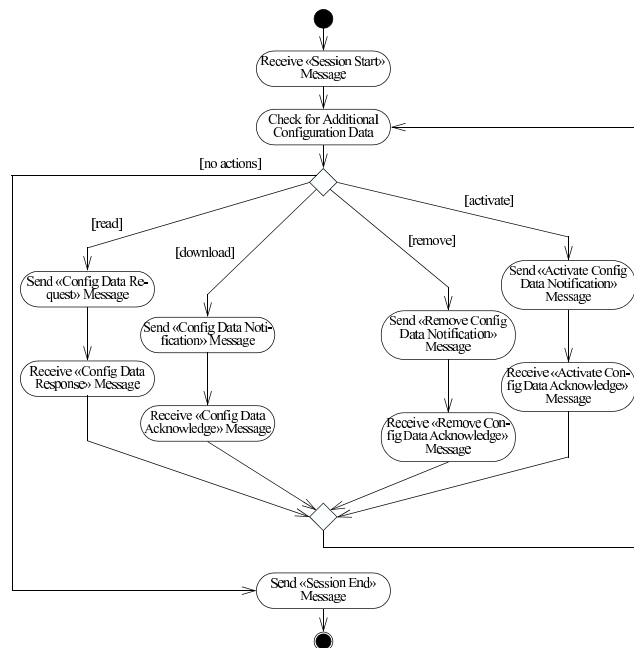 Receive «Session Start»
Message
Check for Additional
Configuration Data
[no actions]
[activate]
[read]
[download]
[remove]
Send «Config Data Re-
quest» Message
Send «Activate Config
Data Notification»
Message
Send «Config Data Noti-
fication» Message
Send «Remove Config
Data Notification»
Message
Receive «Config Data
Response» Message
Receive «Activate Con-
fig Data Acknowledge»
Message
Receive «Config Data
Acknowledge» Message
Receive «Remove Con-
fig Data Acknowledge»
Message
Send «Session End»
Message